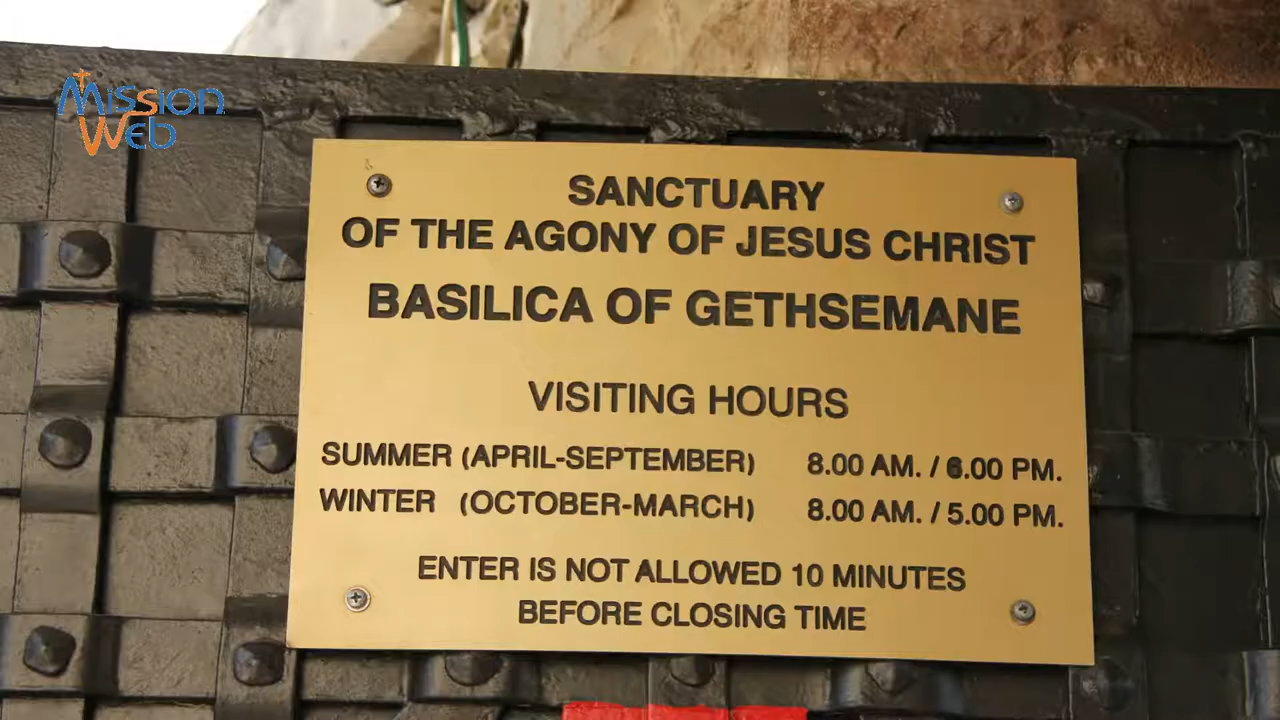 Mission
Web
SANCTUARY
OF THE AGONY OF JESUS CHRIST
BASILICA OF GETHSEMANE
VISITING HOURS
SUMMER (APRIL-SEPTEMBER) 8.00 AM. / 6.00 PM.
WINTER (OCTOBER-MARCH) 8.00 AM. / 5.00 PM.
ENTER IS NOT ALLOWED 10 MINUTES
BEFORE CLOSING TIME